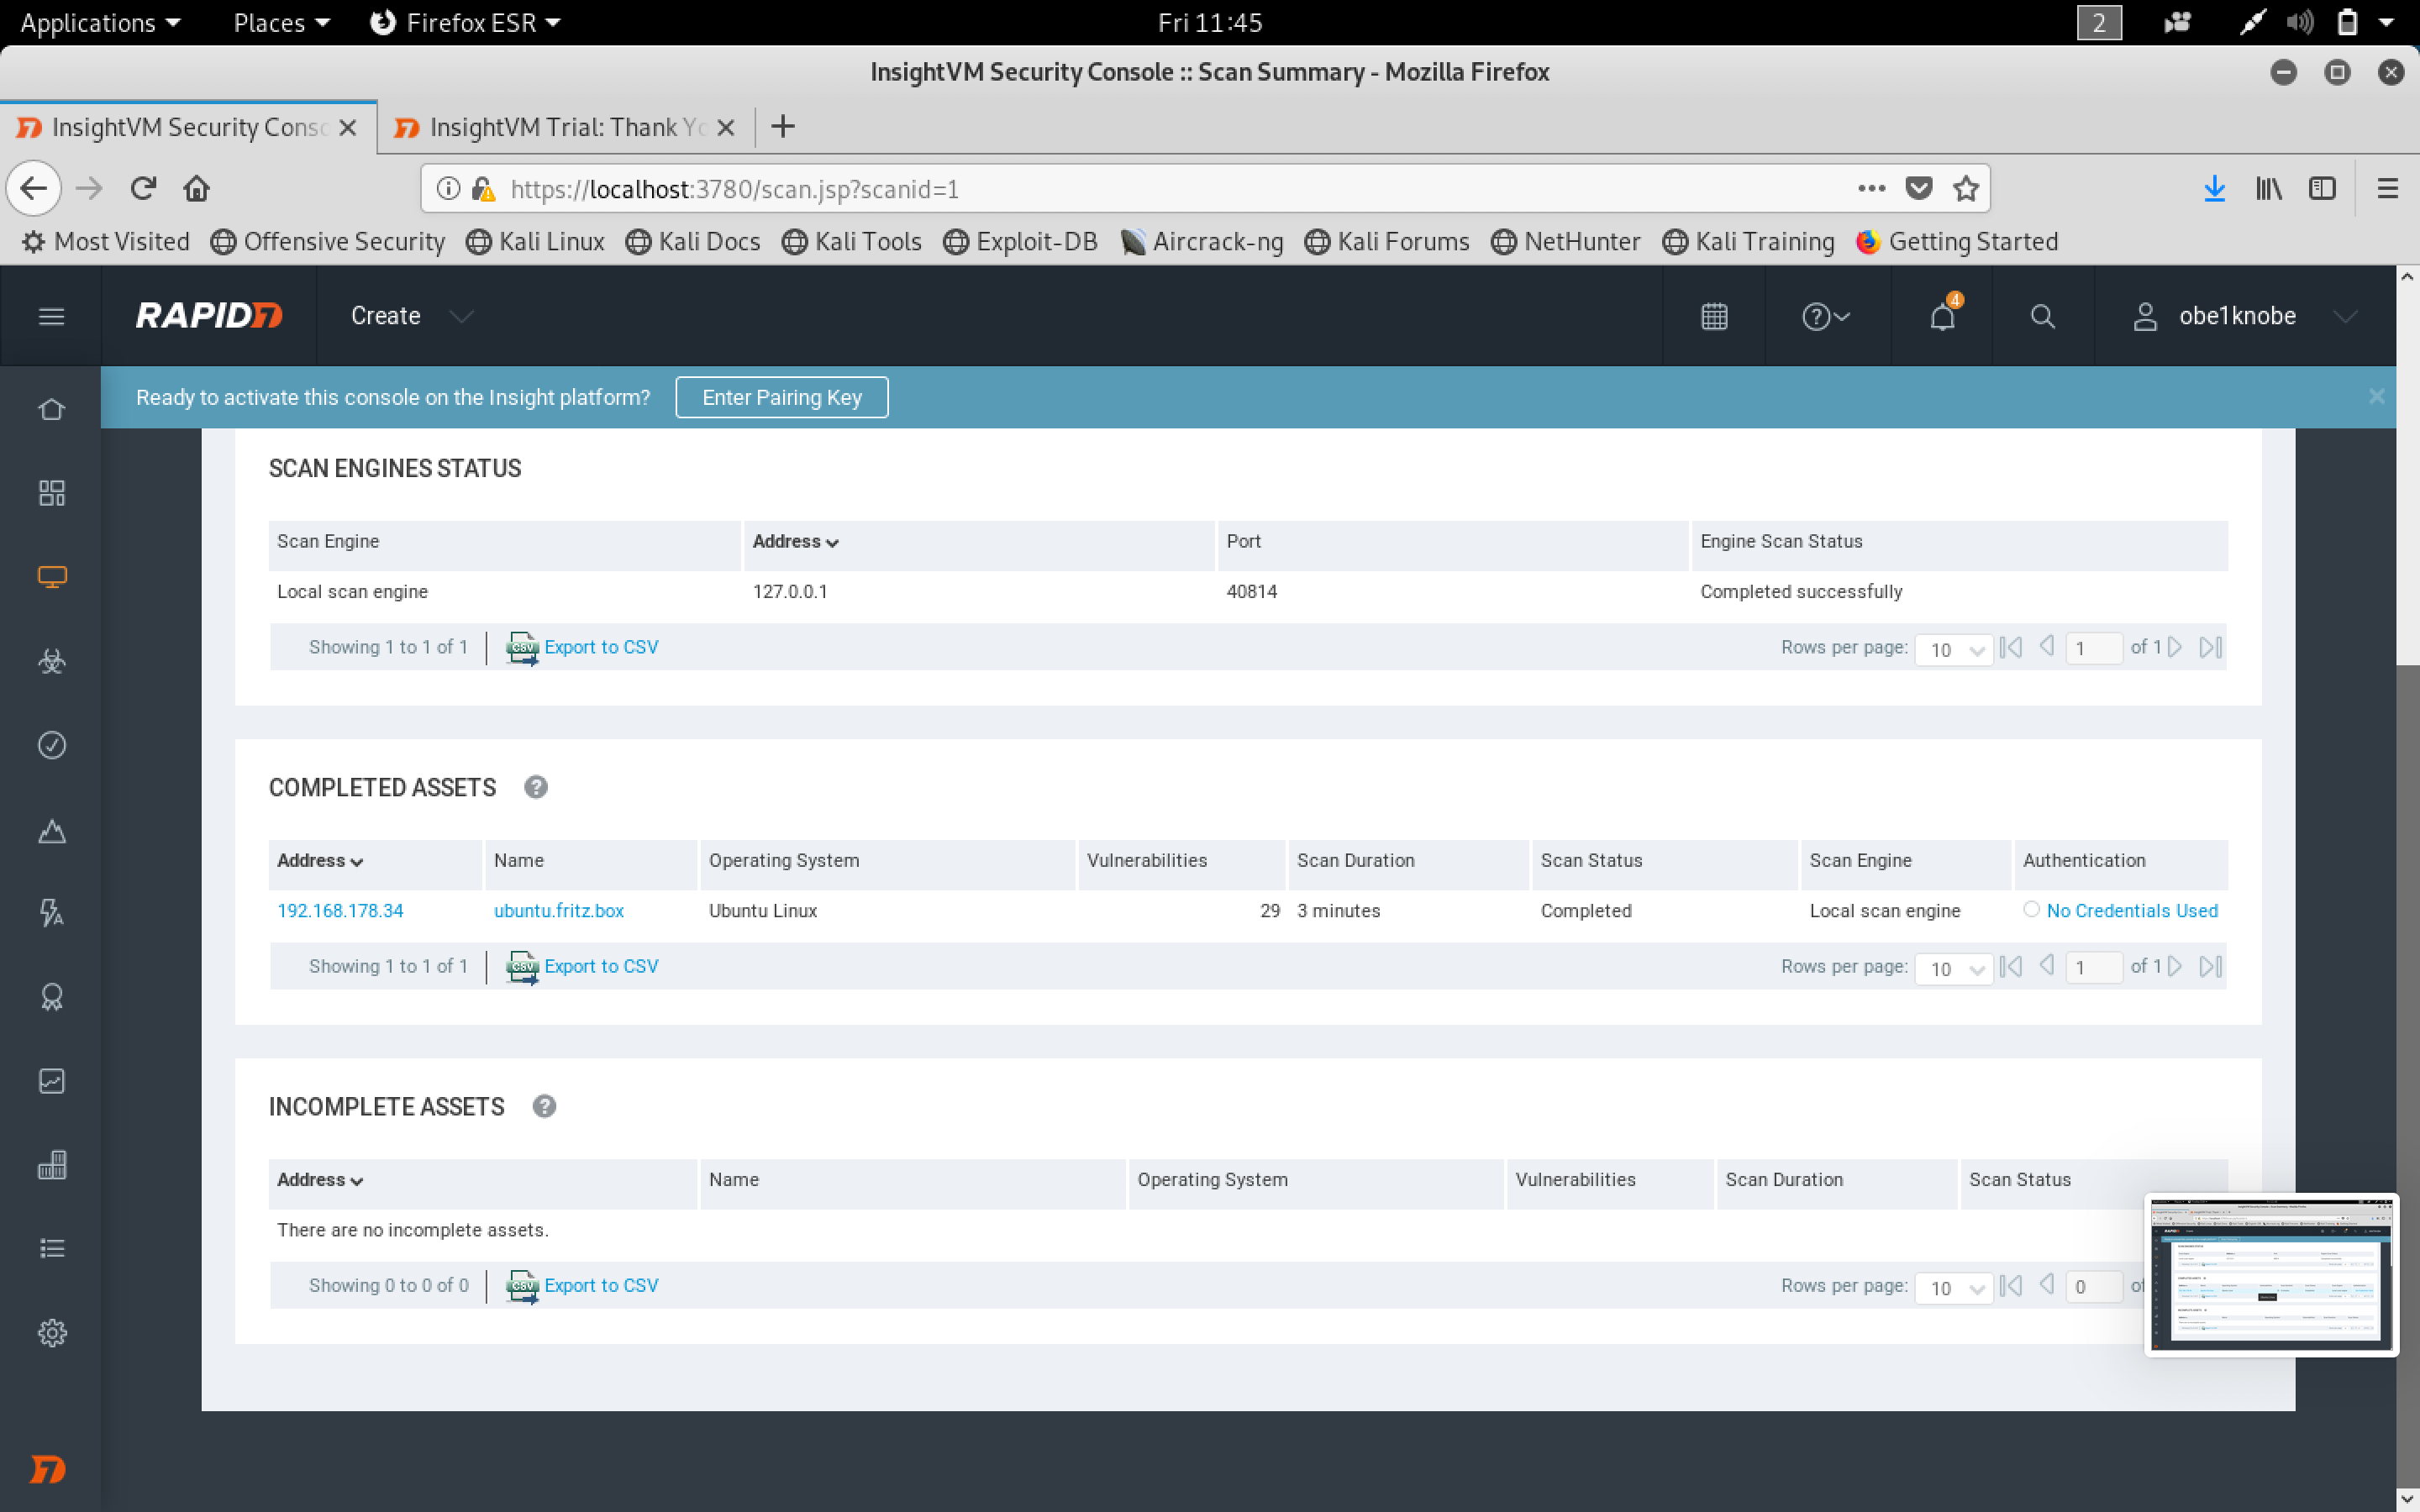 Applications Places Firefox ESR Fri 11:45 2
InsightVM Security Console :: Scan Summary - Mozilla Firefox
InsightVM Security Conso InsightVM Trial: Thank Yo
https://localhost:3780/scan.jsp?scanid=1
Most Visited Offensive Security Kali Linux Kali Docs Kali Tools Exploit-DB Aircrack-ng Kali Forums NetHunter Kali Training Getting Started
RAPID7 Create 4 obe1knobe
Ready to activate this console on the Insight platform? Enter Pairing Key
SCAN ENGINES STATUS
Scan Engine Address Port Engine Scan Status
Local scan engine 127.0.0.1 40814 Completed successfully
Showing 1 to 1 of 1 CSV Export to CSV Rows per page: 10 1 of 1
COMPLETED ASSETS ?
Address Name Operating System Vulnerabilities Scan Duration Scan Status Scan Engine Authentication
192.168.178.34 ubuntu.fritz.box Ubuntu Linux 29 3 minutes Completed Local scan engine No Credentials Used
Showing 1 to 1 of 1 CSV Export to CSV Rows per page: 10 1 of 1
INCOMPLETE ASSETS ?
Address Name Operating System Vulnerabilities Scan Duration Scan Status
There are no incomplete assets.
Showing 0 to 0 of 0 CSV Export to CSV Rows per page: 10 0 of